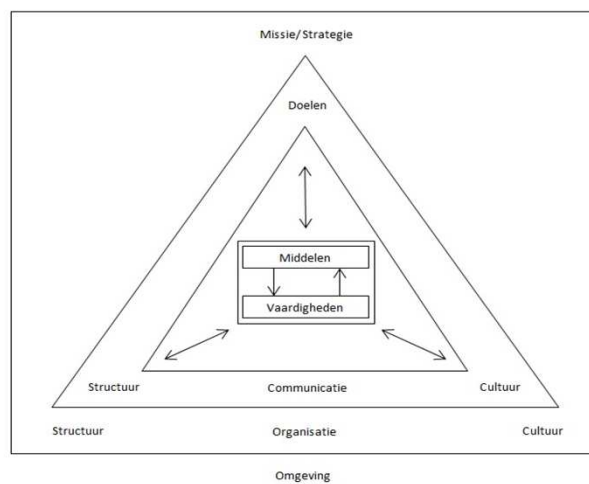 Missie/Strategie
Doelen
Middelen
Vaardigheden
Structuur Communicatie Cultuur
Structuur Organisatie Cultuur
Omgeving